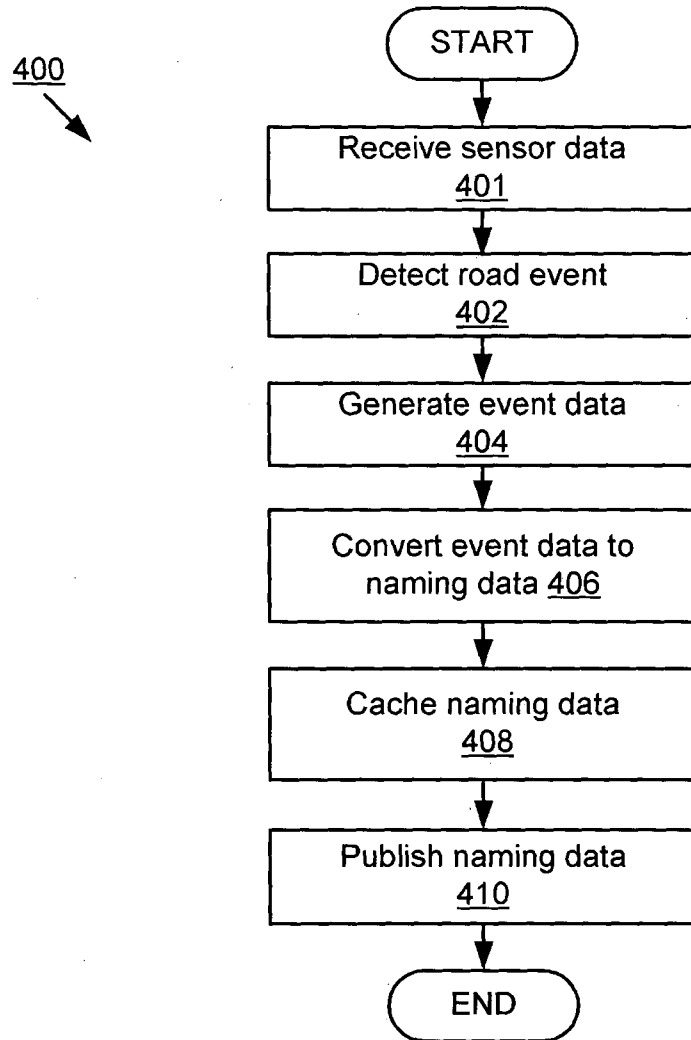 START
400
Receive sensor data
401
Detect road event
402
Generate event data
404
Convert event data to
naming data 406
Cache naming data
408
Publish naming data
410
END